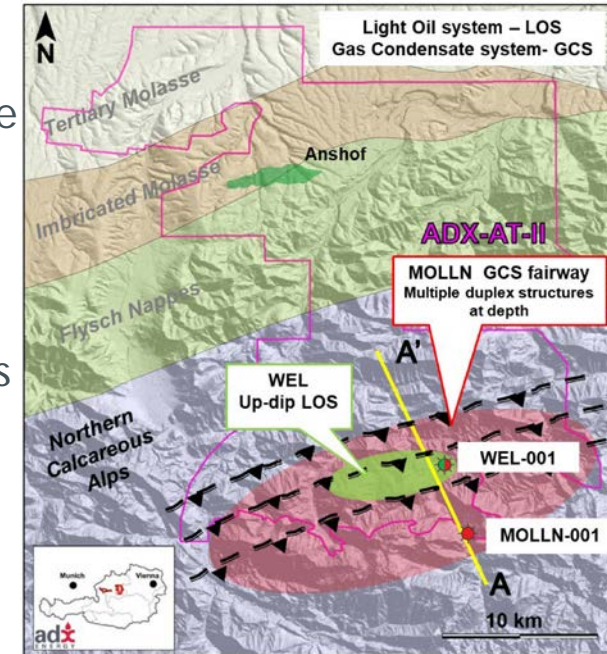 Light Oil system – LOS
Gas Condensate system- GCS
N
e
Tertiary Molasse
Anshof
Imbricated Molasse
ADX-AT-II
MOLLN GCS fairway
Multiple duplex structures
at depth
Flysch Nappes
A'
s
WEL
Up-dip LOS
Northern
Calcareous
Alps
WEL-001
MOLLN-001
Munich
Vienna
A
10 km
adx
ENERGY